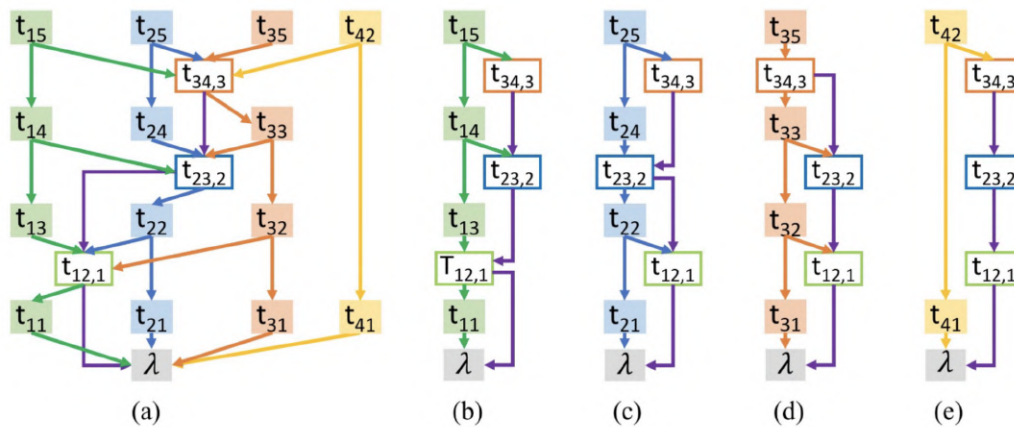 t15 t25 t35 t42 t15 t25 t35 t42
t34,3 t34,3 t34,3 t34,3 t34,3
t14 t24 t33 t14 t24 t33
t23,2 t23,2 t23,2 t23,2 t23,2
t13 t22 t32 t13 t22 t32
t12,1 T12,1 t12,1 t12,1 t12,1
t11 t21 t31 t41 t11 t21 t31 t41
λ λ λ λ λ
(a) (b) (c) (d) (e)